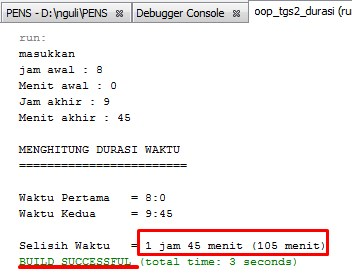 PENS - D:\nguli\PENS Debugger Console oop_tgs2_durasi (ru
run:
masukkan
jam awal : 8
Menit awal : 0
Jam akhir : 9
Menit akhir : 45
MENGHITUNG DURASI WAKTU
========================
Waktu Pertama = 8:0
Waktu Kedua = 9:45
Selisih Waktu = 1 jam 45 menit (105 menit)
BUILD SUCCESSFUL (total time: 3 seconds)